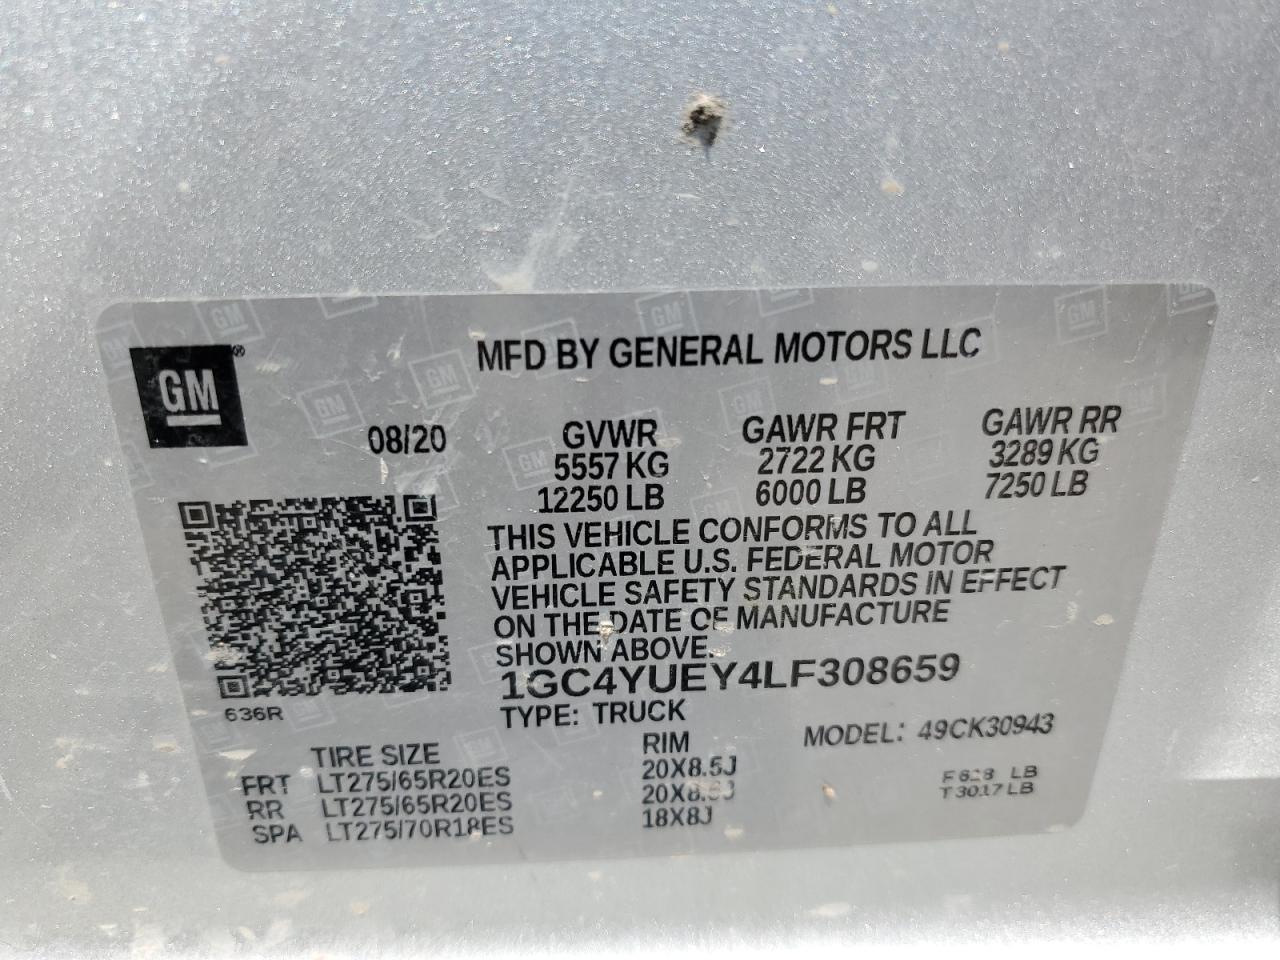 MFD BY GENERAL MOTORS LLC
GM®
08/20
GVWR GAWR FRT GAWR RR
5557 KG 2722 KG 3289 KG
12250 LB 6000 LB 7250 LB
THIS VEHICLE CONFORMS TO ALL
APPLICABLE U.S. FEDERAL MOTOR
VEHICLE SAFETY STANDARDS IN EFFECT
ON THE DATE OF MANUFACTURE
SHOWN ABOVE.
1GC4YUEY4LF308659
636R
TYPE: TRUCK MODEL: 49CK30943
TIRE SIZE RIM
FRT LT275/65R20ES 20X8.5J
RR LT275/65R20ES
SPA LT275/70R18ES 18X8J
F LB
T LB